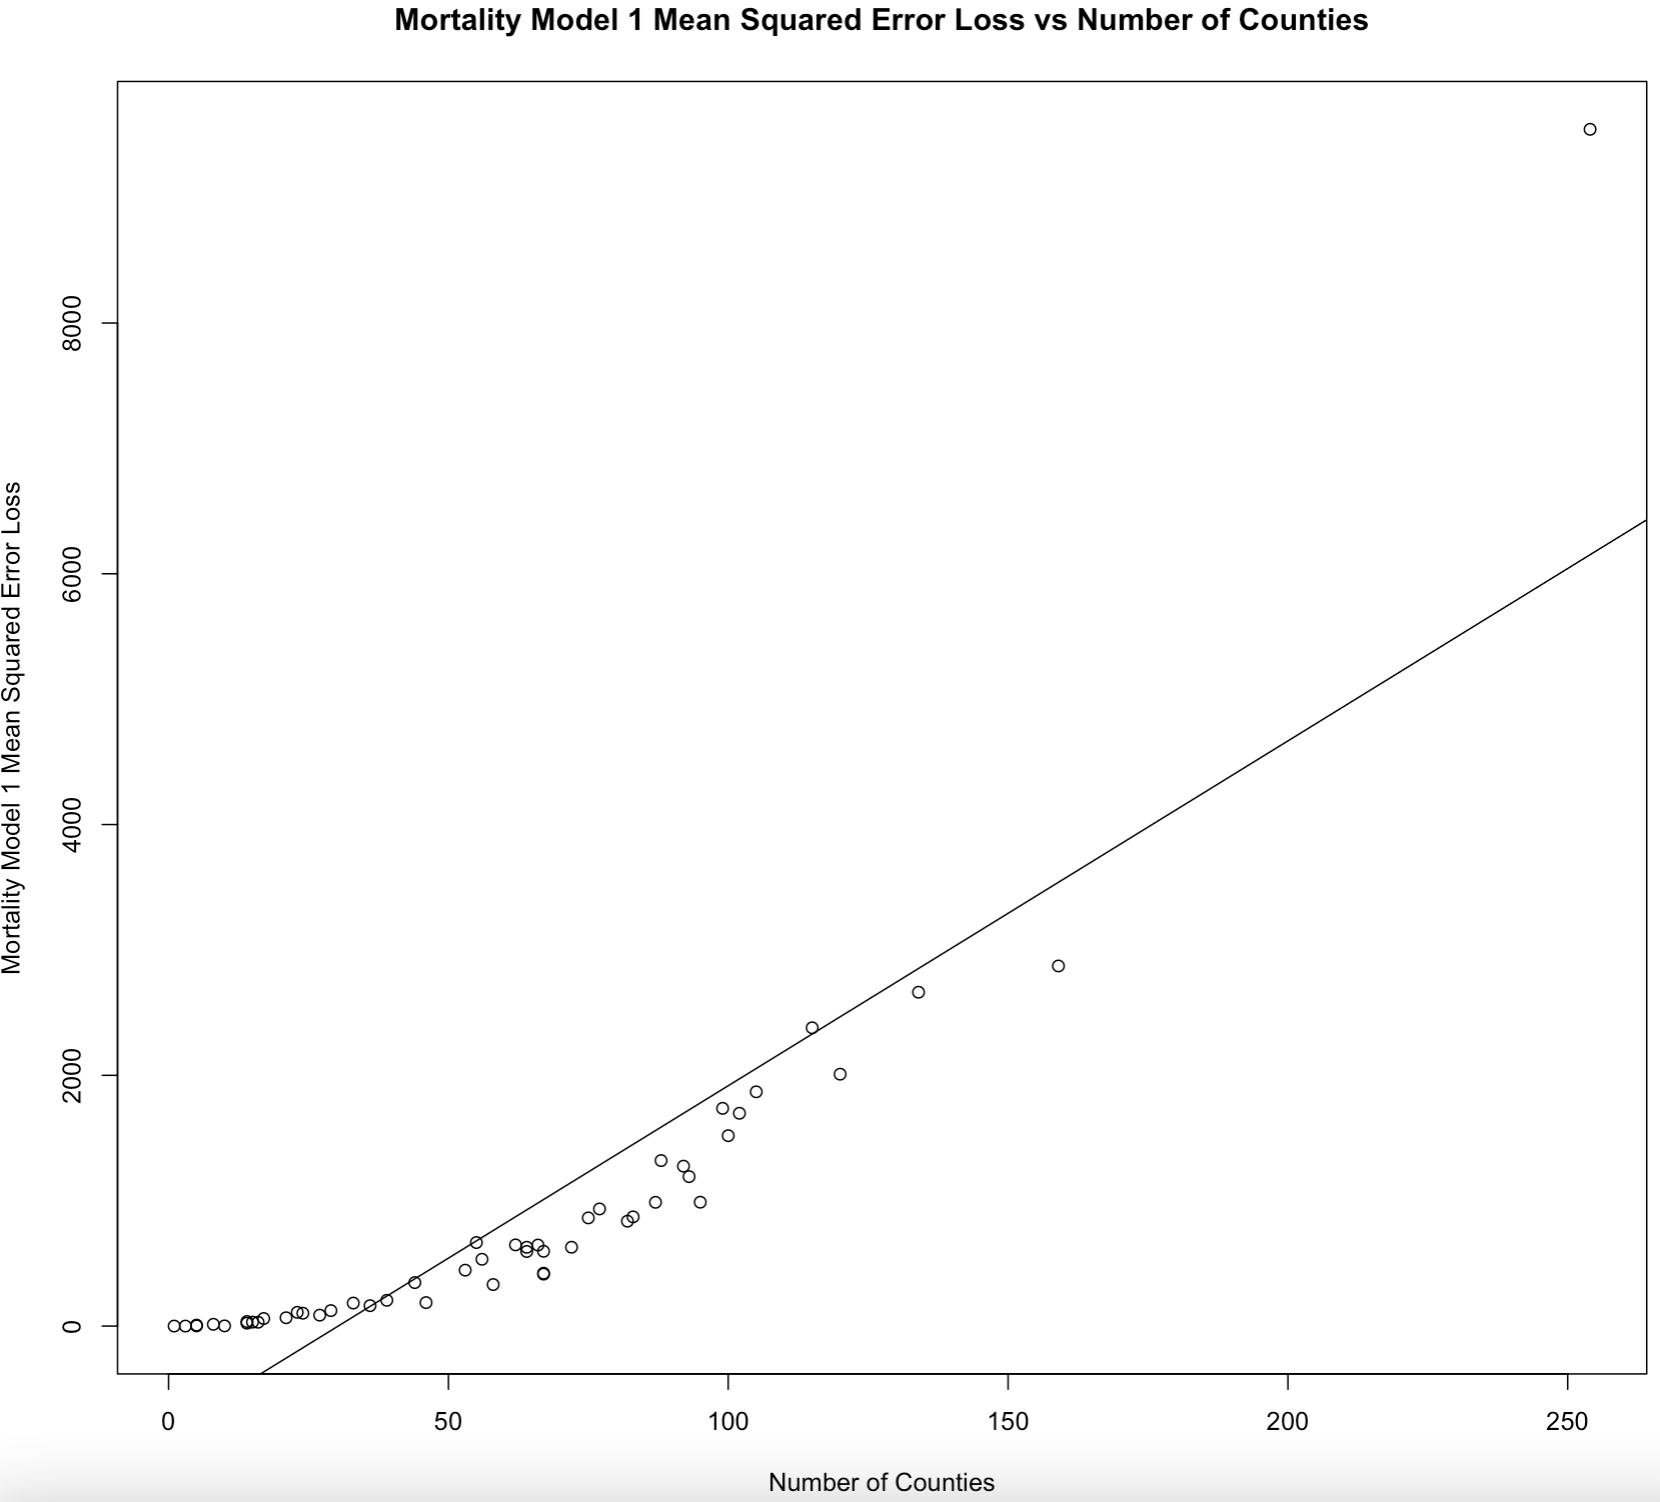 Mortality Model 1 Mean Squared Error Loss vs Number of Counties
Mortality Model 1 Mean Squared Error Loss
8000
6000
4000
2000
0
0 50 100 150 200 250
Number of Counties